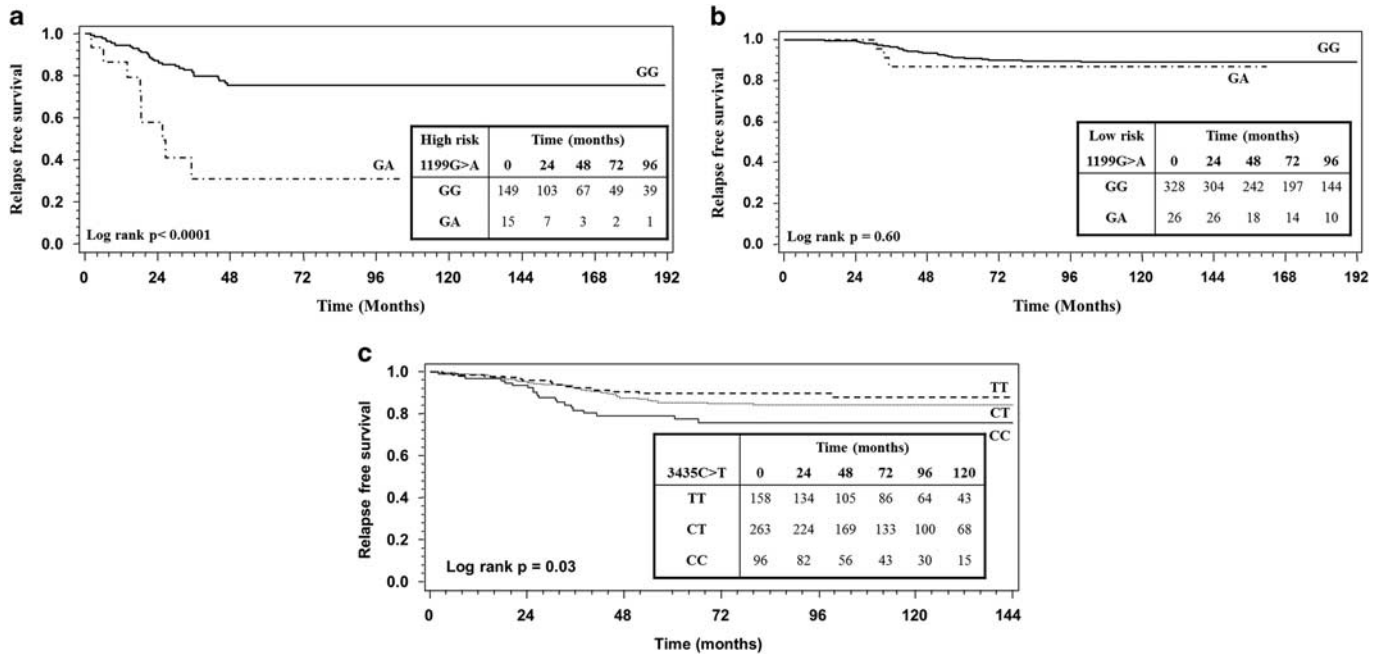 a
Relapse free survival
1.0
0.8
0.6
0.4
0.2
0.0
GG
GA
High risk Time (months)
1199G>A 0 24 48 72 96
GG 149 103 67 49 39
GA 15 7 3 2 1
Log rank p< 0.0001
0 24 48 72 96 120 144 168 192
Time (Months)
b
Relapse free survival
1.0
0.8
0.6
0.4
0.2
0.0
GG
GA
Low risk Time (months)
1199G>A 0 24 48 72 96
GG 328 304 242 197 144
GA 26 26 18 14 10
Log rank p = 0.60
0 24 48 72 96 120 144 168 192
Time (Months)
c
Relapse free survival
1.0
0.8
0.6
0.4
0.2
0.0
TT
CT
CC
Time (months)
3435C>T 0 24 48 72 96 120
TT 158 134 105 86 64 43
CT 263 224 169 133 100 68
CC 96 82 56 43 30 15
Log rank p = 0.03
0 24 48 72 96 120 144
Time (months)